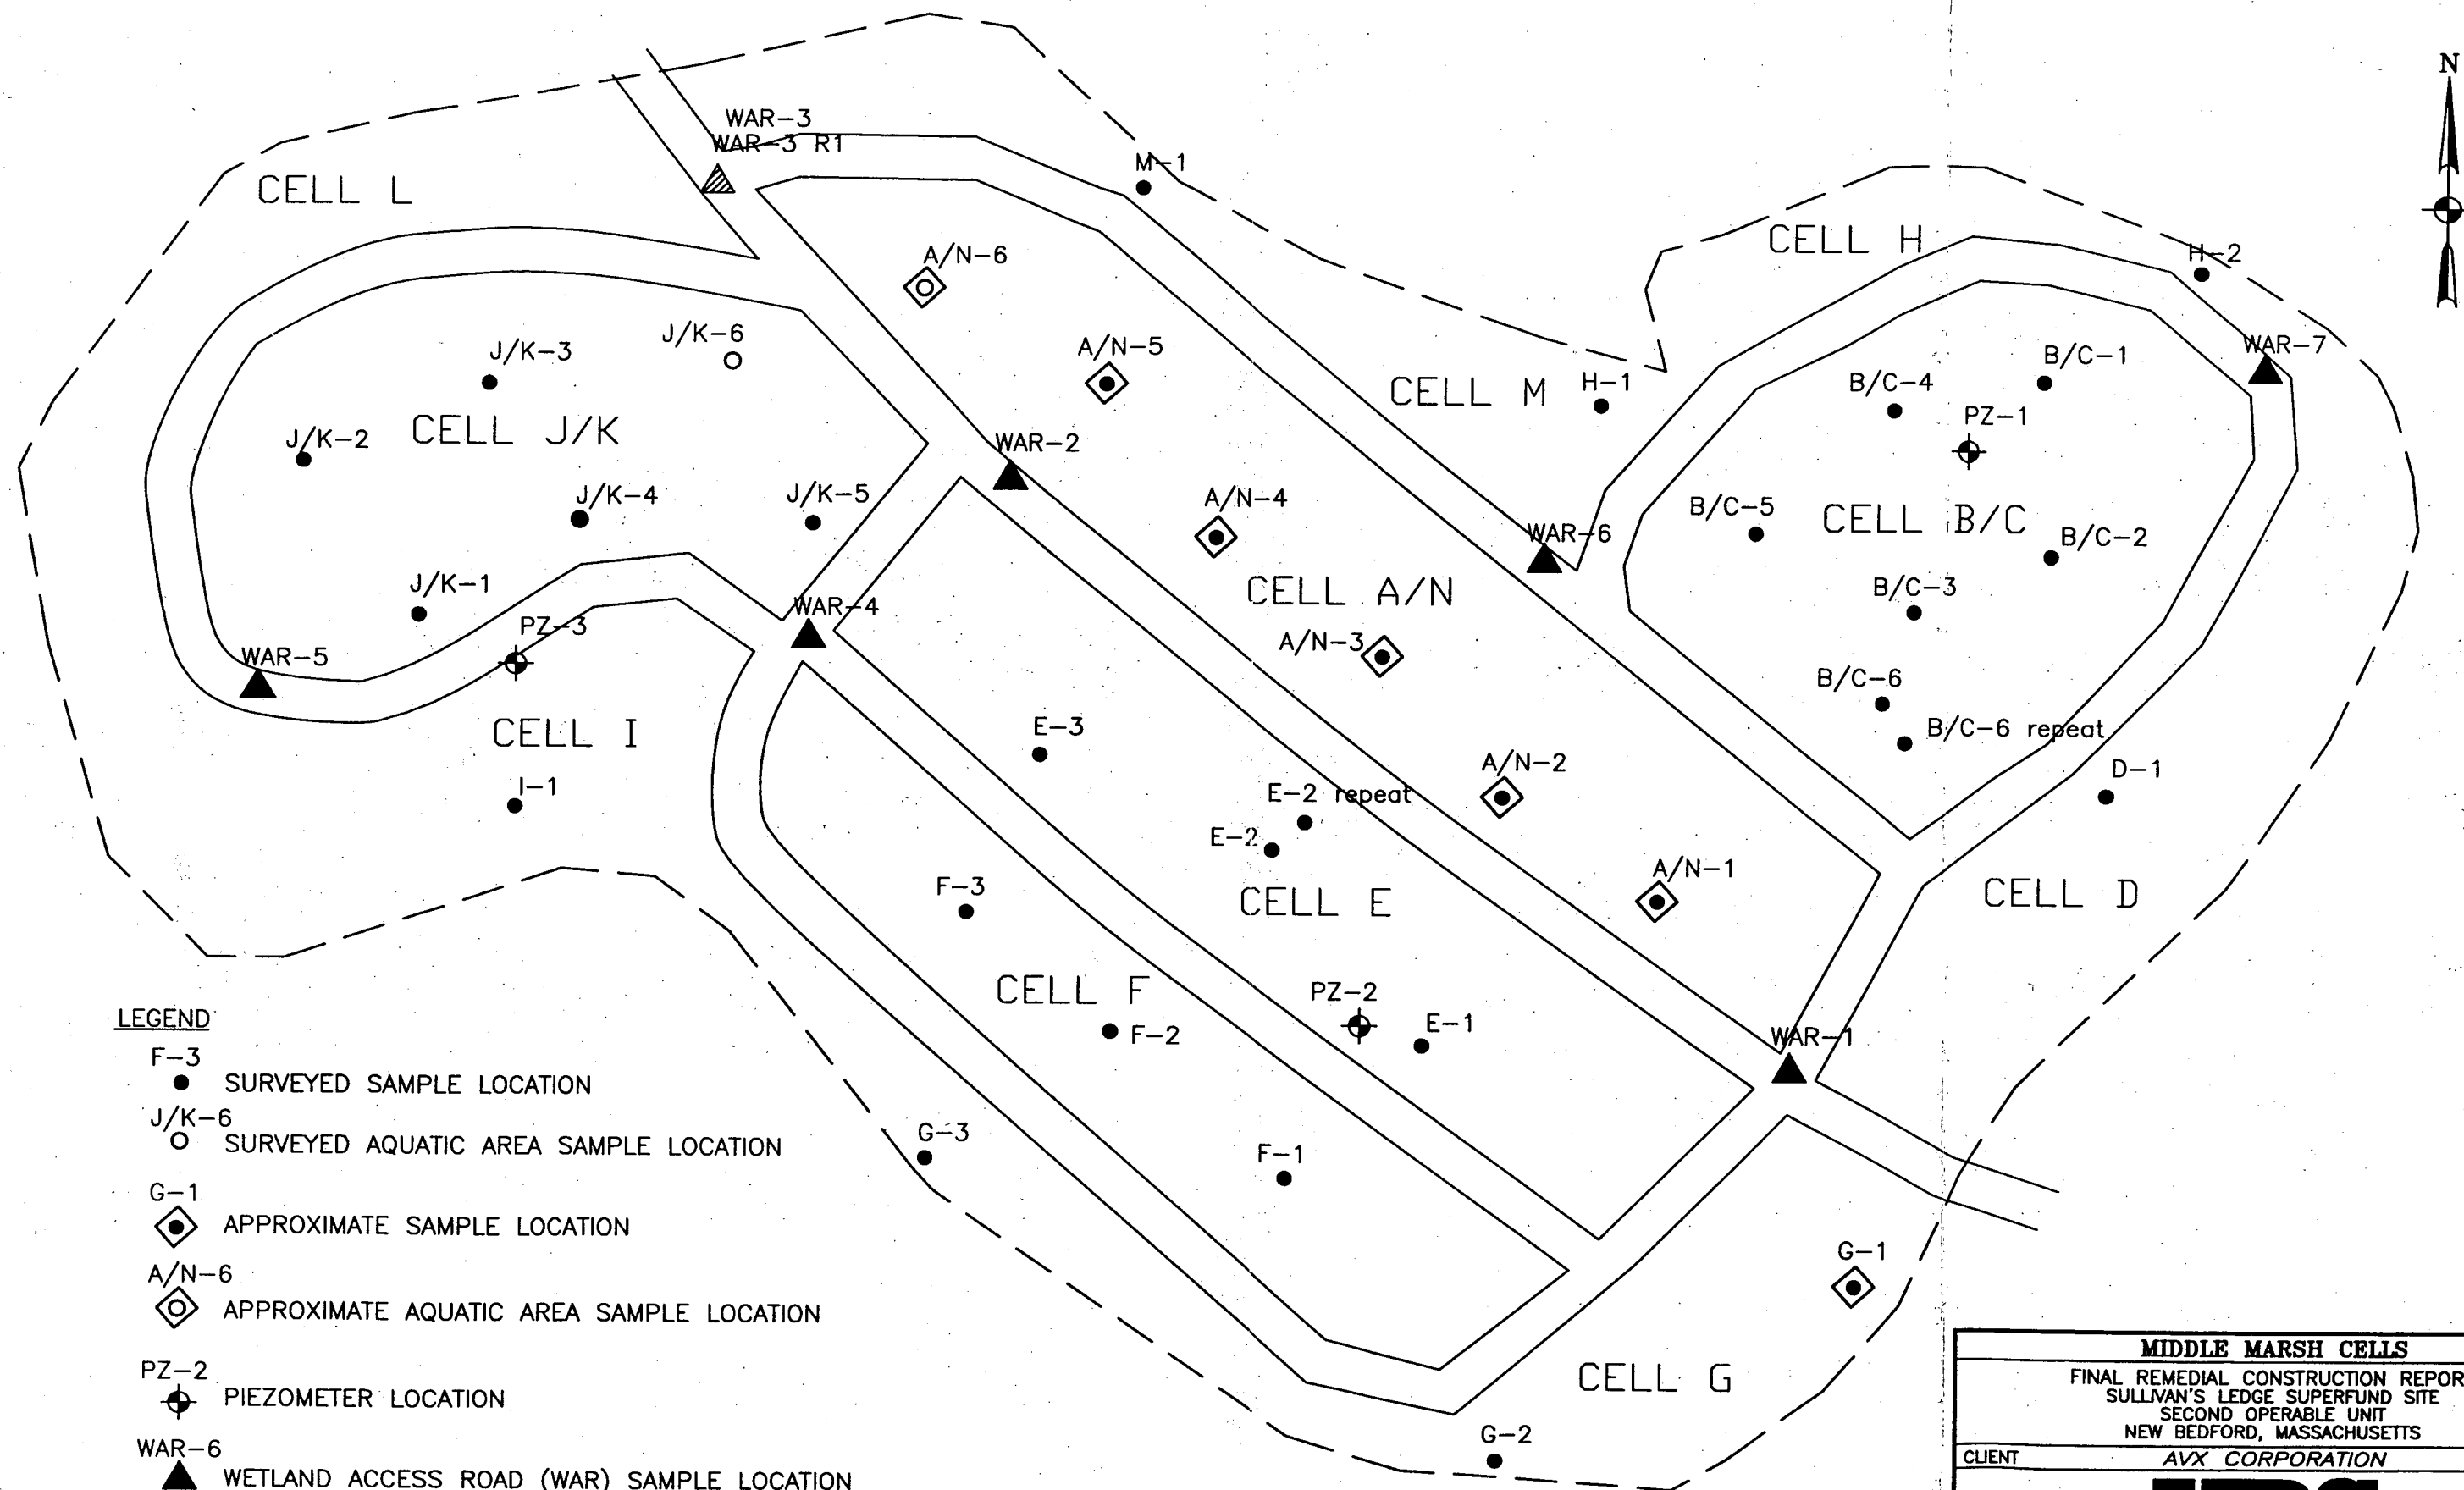 N
WAR-3
WAR-3 R1
M-1
CELL L
CELL H
H-2
A/N-6
J/K-6
J/K-3
A/N-5
WAR-7
B/C-1
B/C-4
CELL M
H-1
PZ-1
J/K-2
CELL J/K
WAR-2
J/K-4
J/K-5
A/N-4
B/C-5
CELL B/C
WAR-6
B/C-2
J/K-1
CELL A/N
B/C-3
WAR-4
PZ-3
A/N-3
WAR-5
B/C-6
CELL I
E-3
B/C-6 repeat
A/N-2
D-1
I-1
E-2 repeat
E-2
A/N-1
F-3
CELL E
CELL D
CELL F
PZ-2
E-1
F-2
WAR-1
G-3
F-1
G-1
CELL G
G-2
LEGEND
F-3
SURVEYED SAMPLE LOCATION
J/K-6
SURVEYED AQUATIC AREA SAMPLE LOCATION
G-1
APPROXIMATE SAMPLE LOCATION
A/N-6
APPROXIMATE AQUATIC AREA SAMPLE LOCATION
PZ-2
PIEZOMETER LOCATION
WAR-6
WETLAND ACCESS ROAD (WAR) SAMPLE LOCATION
MIDDLE MARSH CELLS
FINAL REMEDIAL CONSTRUCTION REPOR
SULLIVAN'S LEDGE SUPERFUND SITE
SECOND OPERABLE UNIT
NEW BEDFORD, MASSACHUSETTS
CLIENT AVX CORPORATION